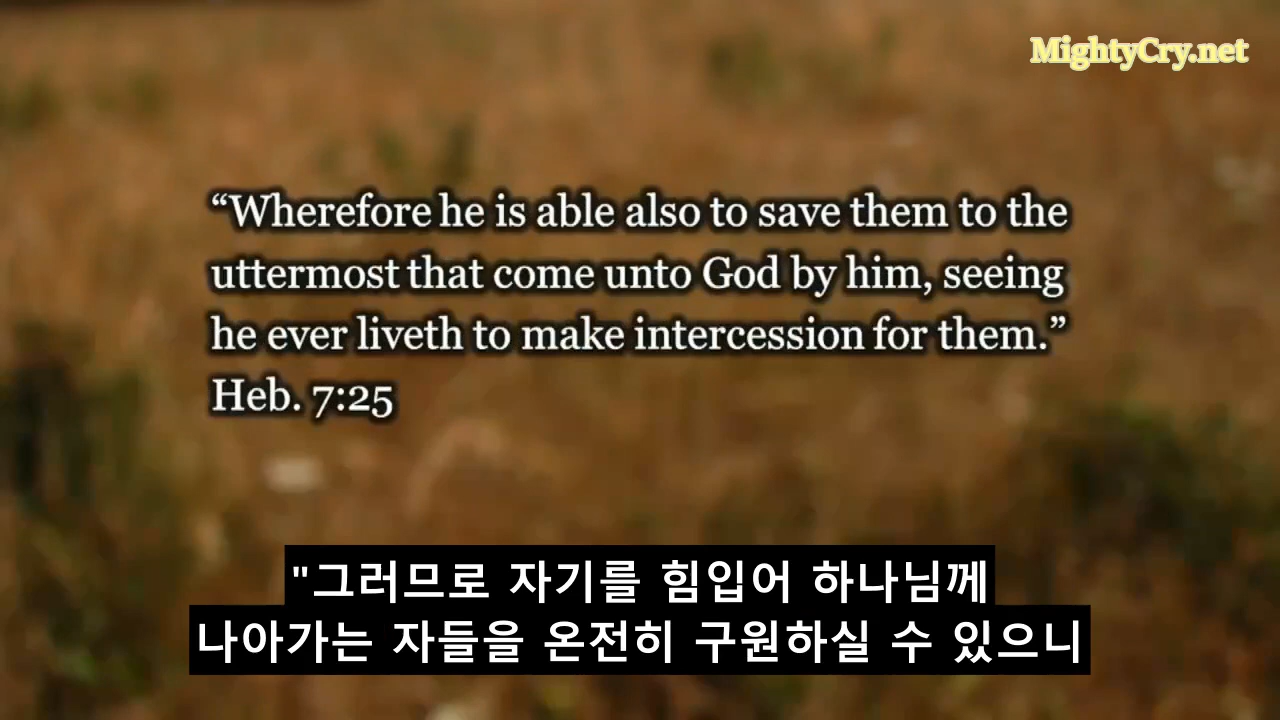 MightyCry.net
“Wherefore he is able also to save them to the
uttermost that come unto God by him, seeing
he ever liveth to make intercession for them.”
Heb. 7:25
"그러므로 자기를 힘입어 하나님께
나아가는 자들을 온전히 구원하실 수 있으니